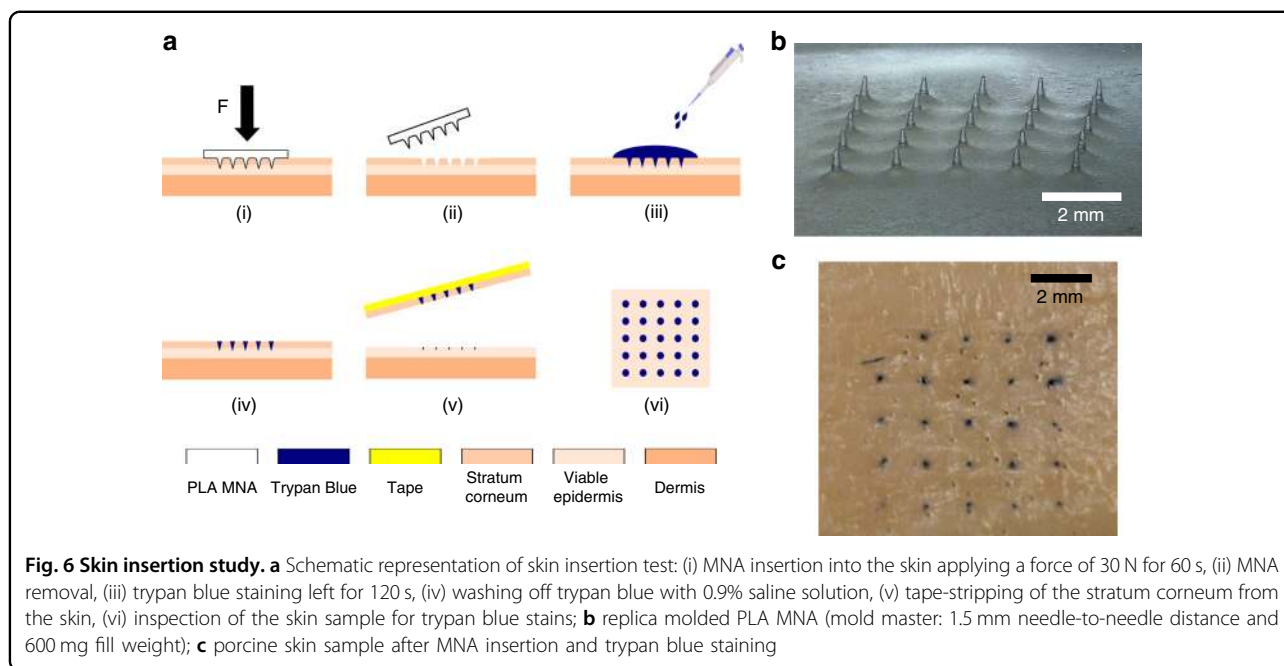 a
F
(i)
(ii)
(iii)
(iv)
(v)
(vi)
PLA MNA
Trypan Blue
Tape
Stratum
corneum
Viable
epidermis
Dermis
b
2 mm
c
2 mm
Fig. 6 Skin insertion study. a Schematic representation of skin insertion test: (i) MNA insertion into the skin applying a force of 30 N for 60 s, (ii) MNA
removal, (iii) trypan blue staining left for 120 s, (iv) washing off trypan blue with 0.9% saline solution, (v) tape-stripping of the stratum corneum from
the skin, (vi) inspection of the skin sample for trypan blue stains; b replica molded PLA MNA (mold master: 1.5 mm needle-to-needle distance and
600 mg fill weight); c porcine skin sample after MNA insertion and trypan blue staining